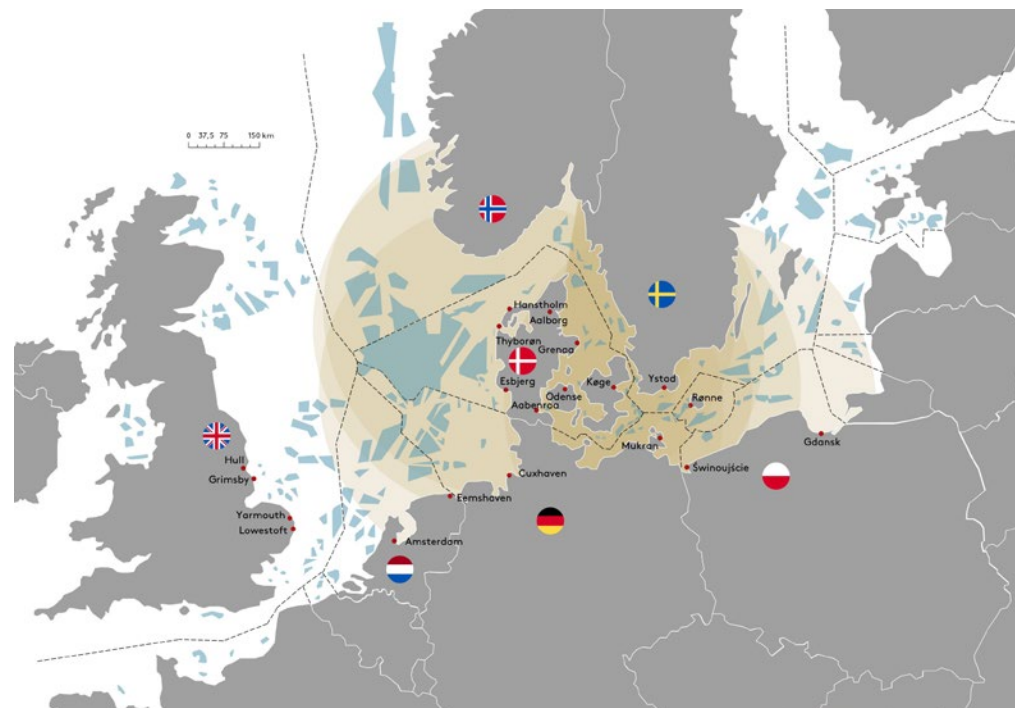 0 37,5 75 150 km
Hanstholm
Aalborg
Thyborøn
Grenaa
Esbjerg
Odense
Køge
Ystad
Aabenraa
Rønne
Mukran
Gdansk
Świnoujście
Hull
Grimsby
Cuxhaven
Eemshaven
Yarmouth
Lowestoft
Amsterdam